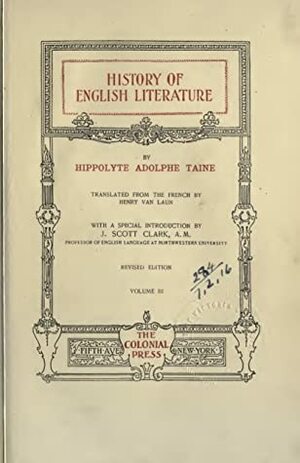 HISTORY OF
ENGLISH LITERATURE
BY
HIPPOLYTE ADOLPHE TAINE
TRANSLATED FROM THE FRENCH BY
HENRY VAN LAUN
WITH A SPECIAL INTRODUCTION BY
J. SCOTT CLARK, A.M.
PROFESSOR OF ENGLISH LANGUAGE AT NORTHWESTERN UNIVERSITY
REVISED EDITION
VOLUME III
THE
COLONIAL
PRESS
FIFTH AVE
NEW-YORK